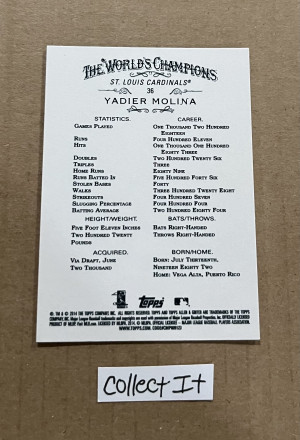 THE WORLD'S CHAMPIONS
ST. LOUIS CARDINALS®
36
YADIER MOLINA
STATISTICS. CAREER.
GAMES PLAYED ONE THOUSAND TWO HUNDRED
EIGHTEEN
RUNS FOUR HUNDRED ELEVEN
HITS ONE THOUSAND ONE HUNDRED
EIGHTY THREE
DOUBLES TWO HUNDRED TWENTY SIX
TRIPLES THREE
HOME RUNS EIGHTY NINE
RUNS BATTED IN FIVE HUNDRED FORTY SIX
STOLEN BASES FORTY
WALKS THREE HUNDRED TWENTY EIGHT
STRIKEOUTS FOUR HUNDRED SEVEN
SLUGGING PERCENTAGE FOUR HUNDRED FOUR
BATTING AVERAGE TWO HUNDRED EIGHTY FOUR
HEIGHT/WEIGHT. BATS/THROWS.
FIVE FOOT ELEVEN INCHES BATS RIGHT-HANDED
TWO HUNDRED TWENTY THROWS RIGHT-HANDED
POUNDS
ACQUIRED. BORN/HOME.
VIA DRAFT, JUNE BORN: JULY THIRTEENTH,
TWO THOUSAND NINETEEN EIGHTY TWO
HOME: VEGA ALTA, PUERTO RICO
Topps
COLLECT IT